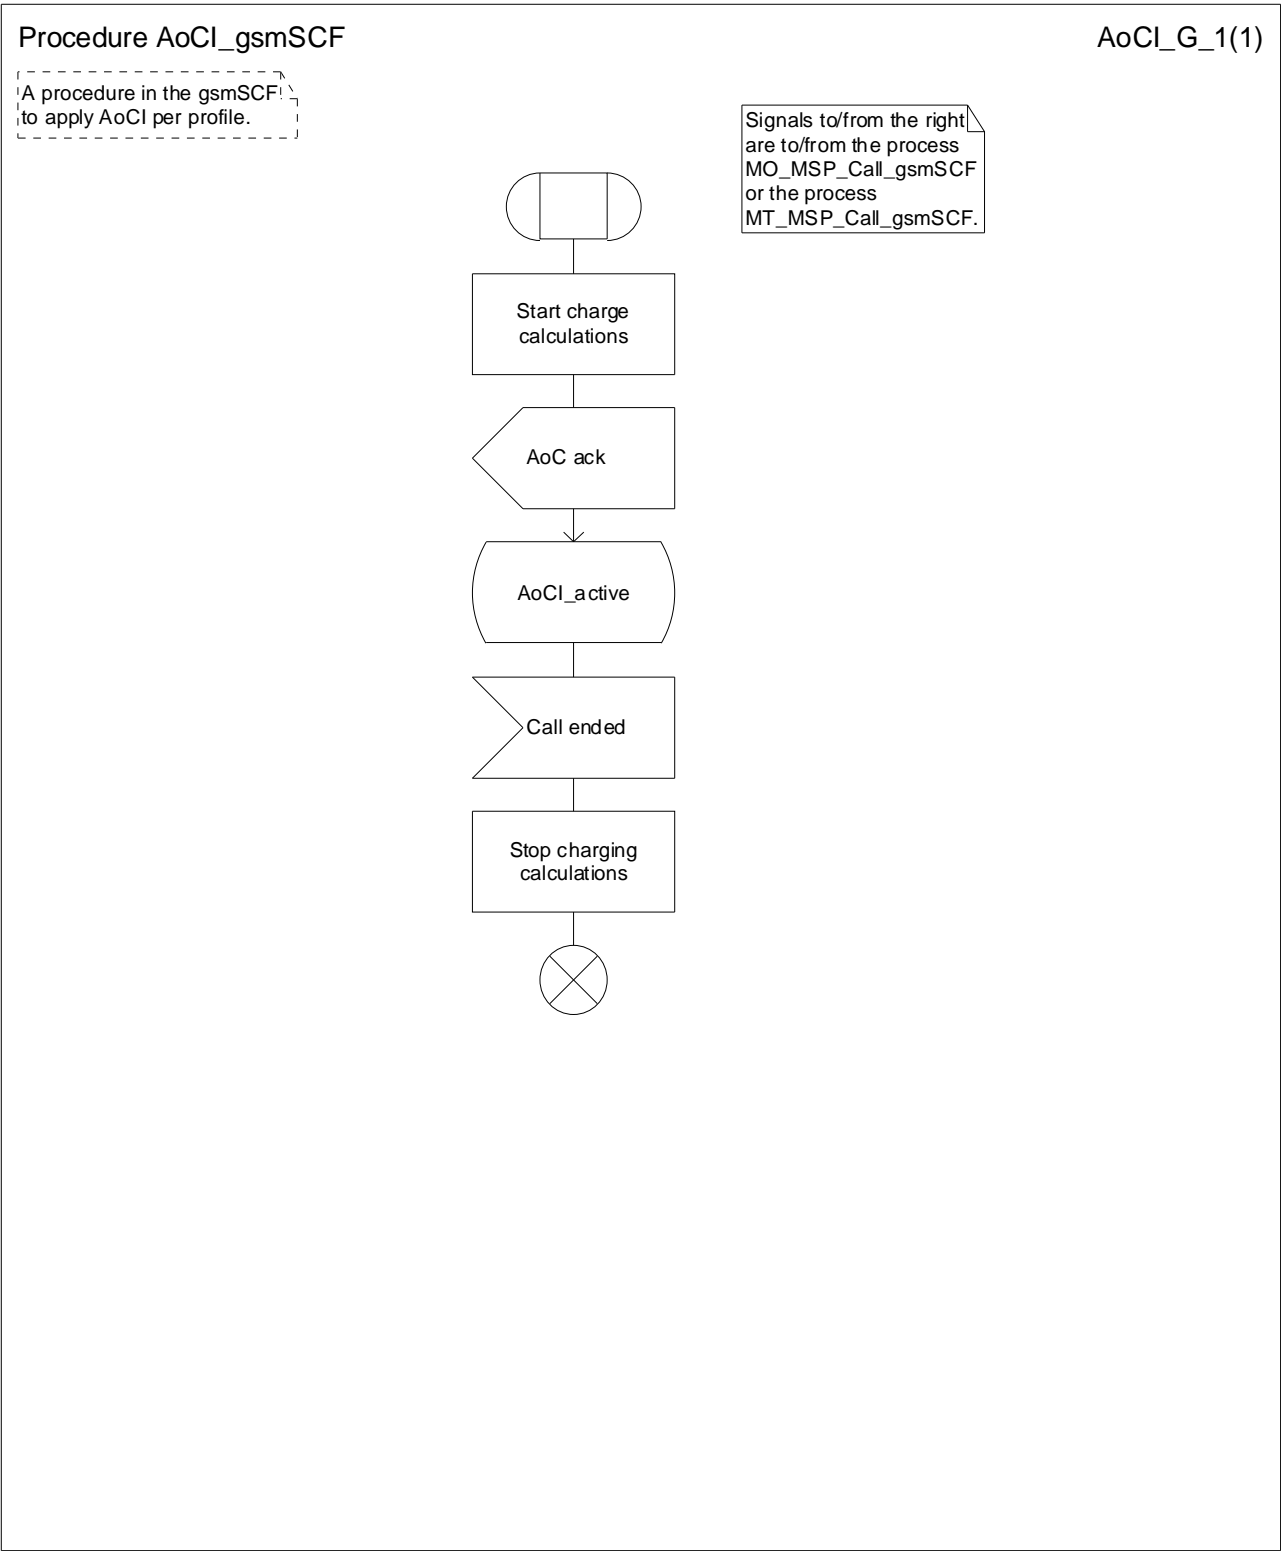 Procedure AoCI_gsmSCF
AoCI_G_1(1)
A procedure in the gsmSCF
to apply AoCI per profile.
Signals to/from the right
are to/from the process
MO_MSP_Call_gsmSCF
or the process
MT_MSP_Call_gsmSCF.
Start charge
calculations
AoC ack
AoCI_active
Call ended
Stop charging
calculations